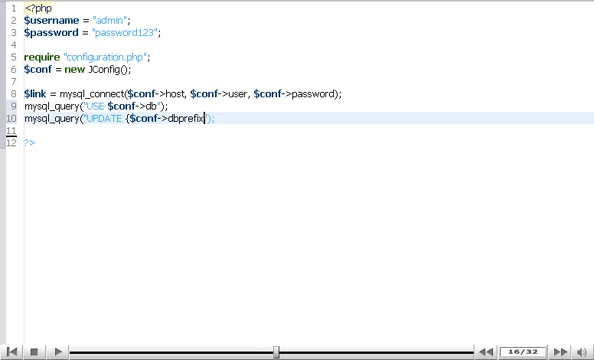 1 <?php
2 $username = "admin";
3 $password = "password123";
4
5 require "configuration.php";
6 $conf = new JConfig();
7
8 $link = mysql_connect($conf->host, $conf->user, $conf->password);
9 mysql_query("USE $conf->db");
10 mysql_query("UPDATE {$conf->dbprefix");
11
12 ?>
16/32